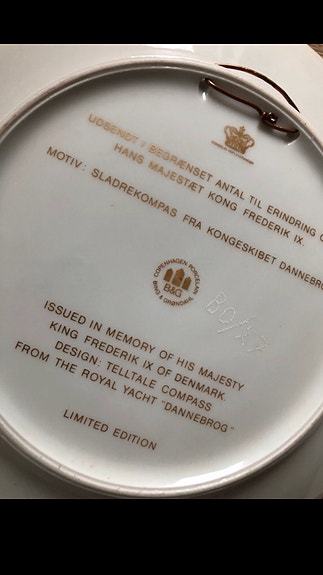 UDSENDT I BEGRÆNSET ANTAL TIL ERINDRING
HANS MAJESTÆT KONG FREDERIK IX.
MOTIV: SLADREKOMPAS FRA KONGESKIBET DANNEBRO
COPENHAGEN PORCELAIN
B&G
BING & GRØNDAHL
ISSUED IN MEMORY OF HIS MAJESTY
KING FREDERIK IX OF DENMARK.
DESIGN: TELLTALE COMPASS
FROM THE ROYAL YACHT "DANNEBROG"
LIMITED EDITION